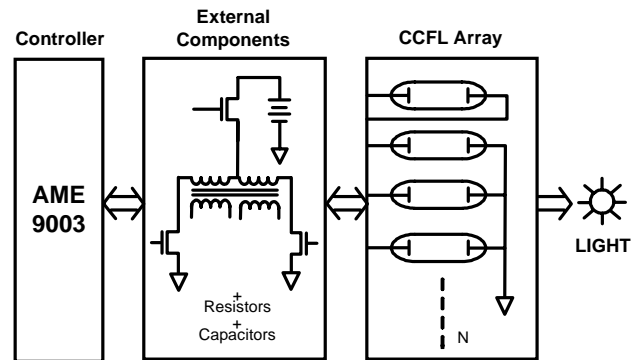 Controller
External
Components
CCFL Array
AME
9003
+
Resistors
+
Capacitors
N
LIGHT